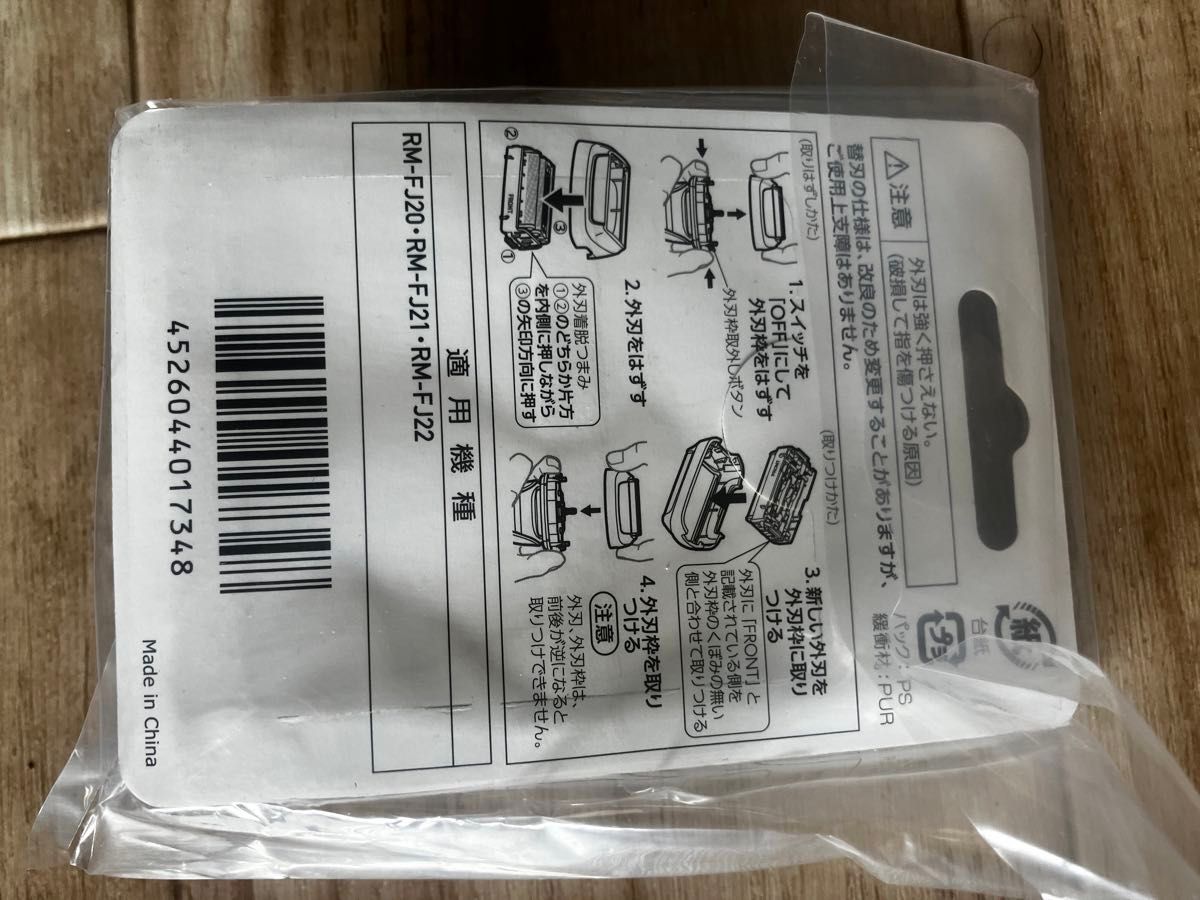 注意
外刃は強く押さえない。
(破損して指を傷つける原因)
替刃の仕様は、改良のため変更することがありますが、
ご使用上支障はありません。
紙
台紙
プラ
パック:PS
緩衝材:PUR
(取りはずしかた)
1.スイッチを
「OFF」にして
外刃枠をはずす
外刃枠取外しボタン
2.外刃をはずす
①
②
③
FRONT
外刃着脱つまみ
①②のどちらか片方
を内側に押しながら
③の矢印方向に押す
(取りつけかた)
3.新しい外刃を
外刃枠に取り
つける
外刃に「FRONT」と
記載されている側を
外刃枠のくぼみの無い
側と合わせて取りつける
4.外刃枠を取り
つける
注意
外刃、外刃枠は、
前後が逆になると
取りつけできません。
適用機種
RM-FJ20・RM-FJ21・RM-FJ22
4526044017348
Made in China